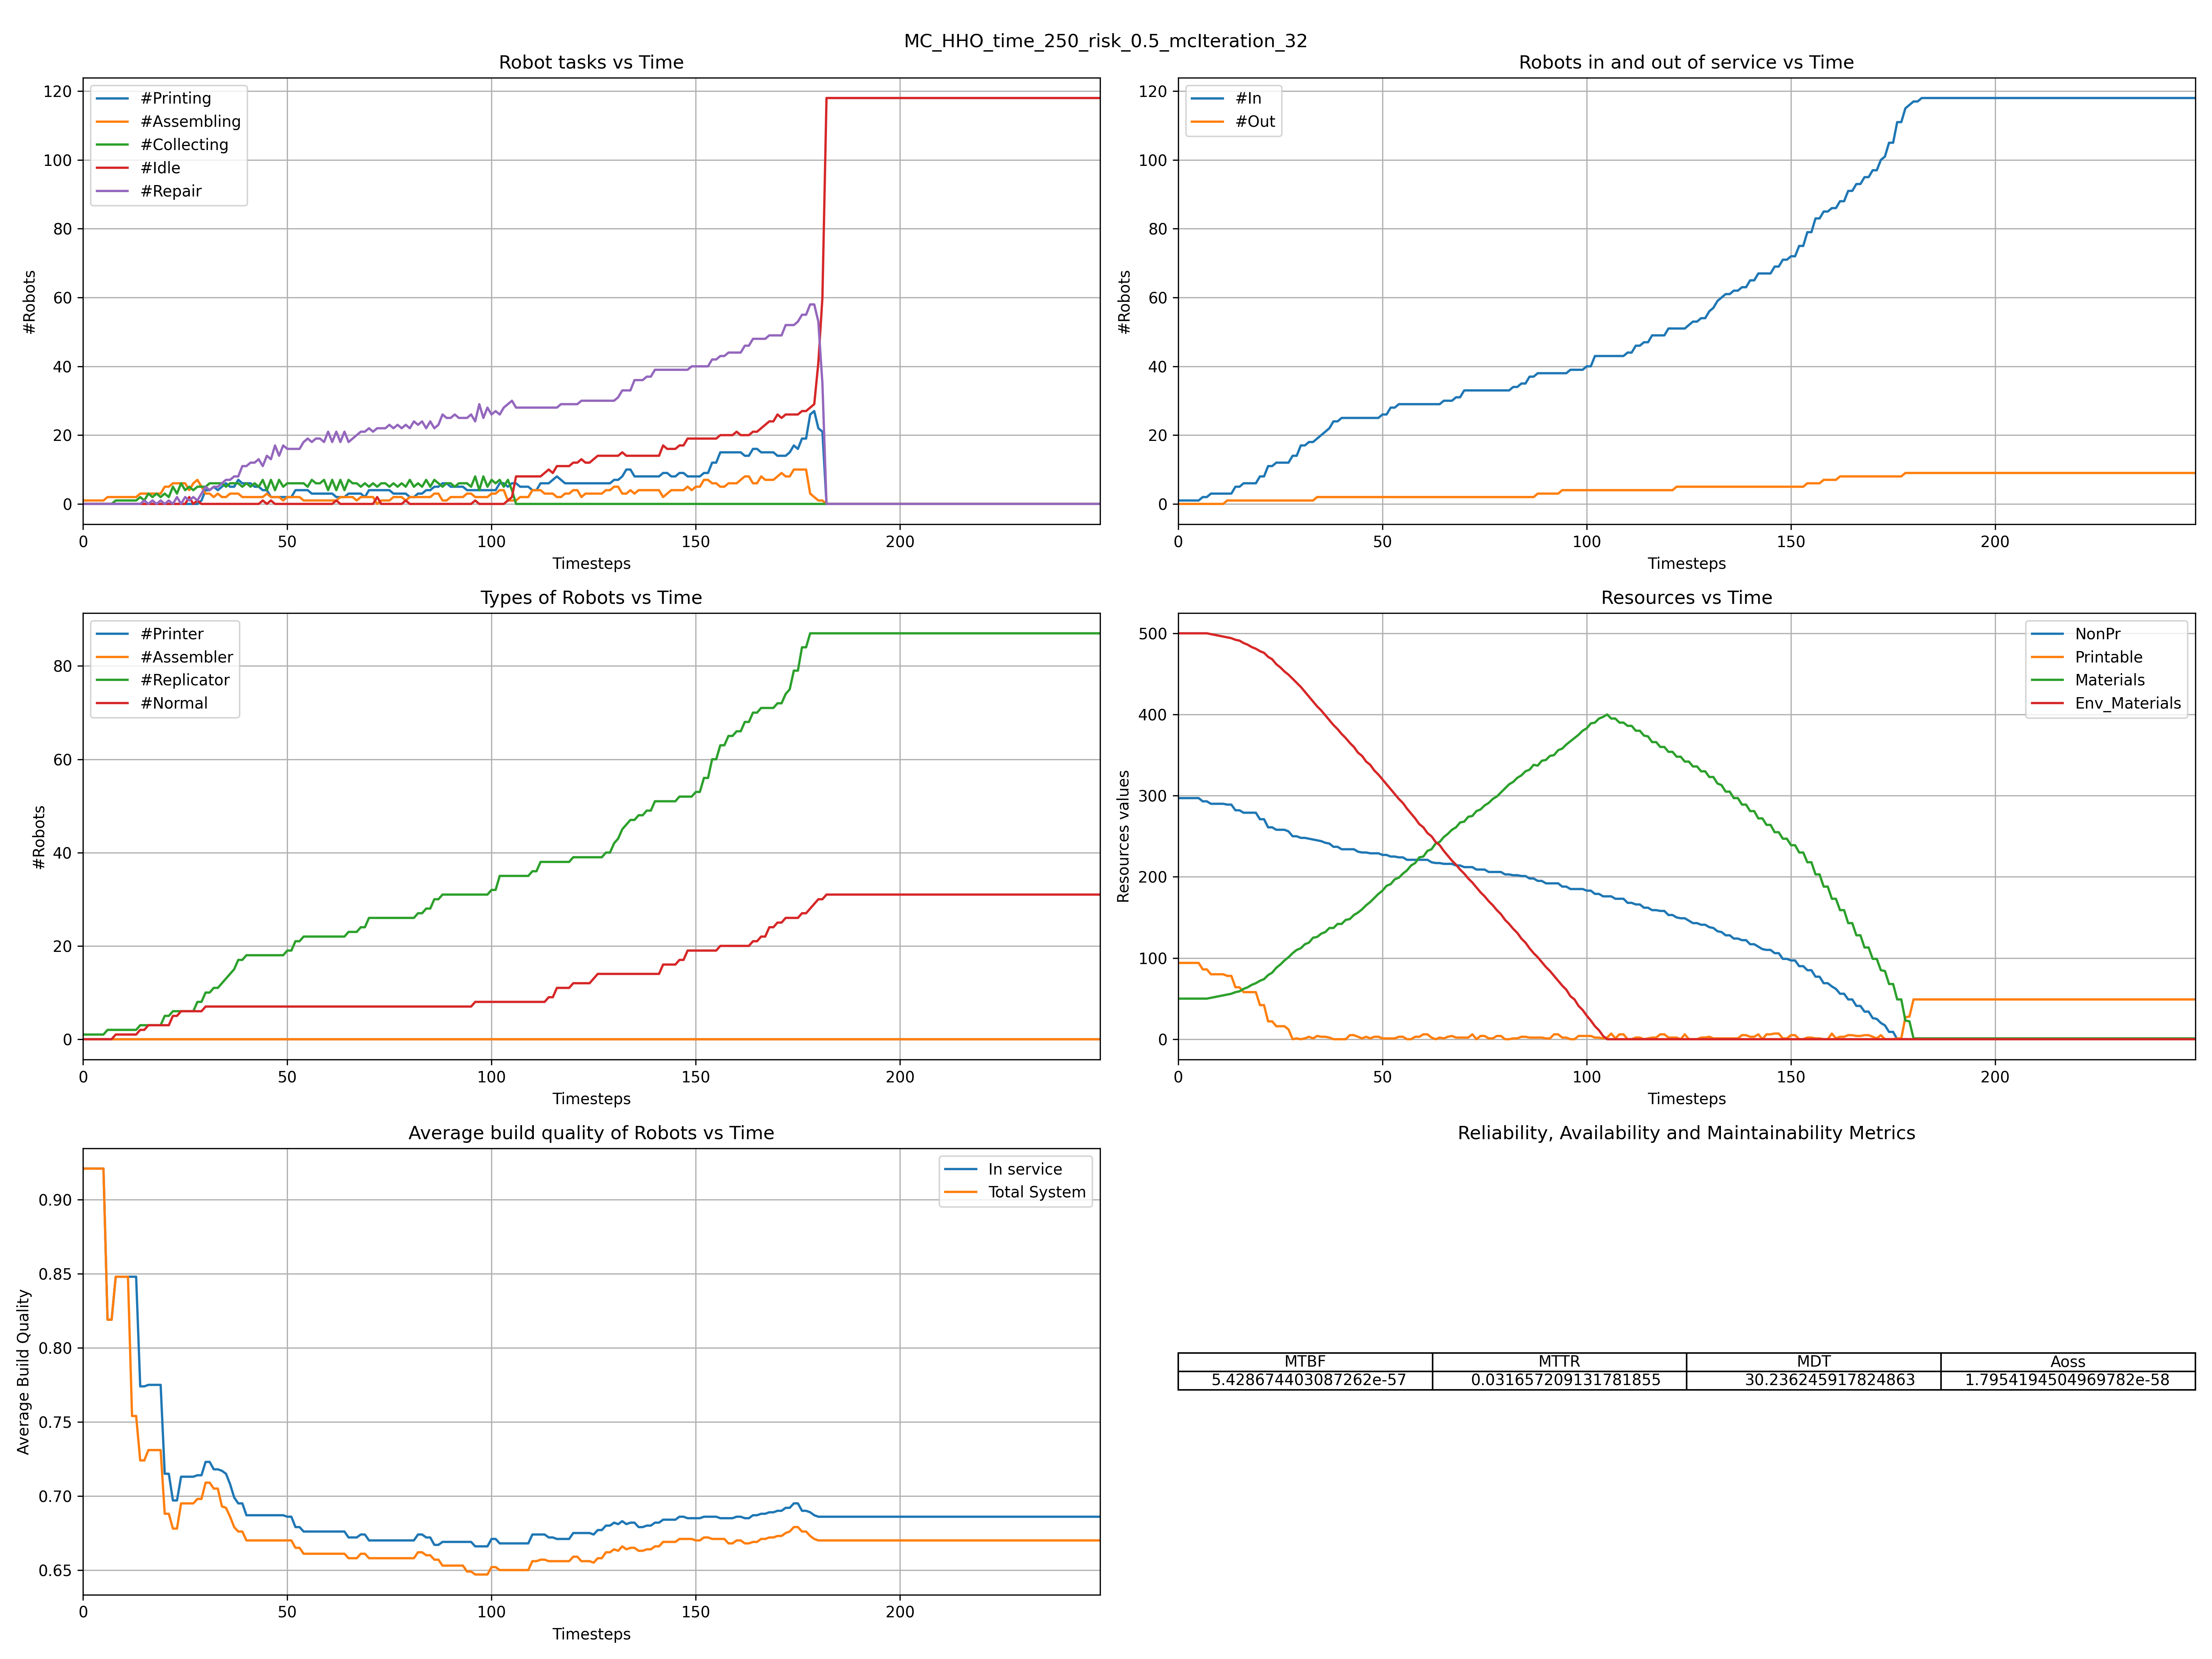 MC_HHO_time_250_risk_0.5_mcIteration_32
Robot tasks vs Time
#Robots
120
100
80
60
40
20
0
0 50 100 150 200
Timesteps
#Printing
#Assembling
#Collecting
#Idle
#Repair
Robots in and out of service vs Time
#Robots
120
100
80
60
40
20
0
0 50 100 150 200
Timesteps
#In
#Out
Types of Robots vs Time
#Robots
80
60
40
20
0
0 50 100 150 200
Timesteps
#Printer
#Assembler
#Replicator
#Normal
Resources vs Time
Resources values
500
400
300
200
100
0
0 50 100 150 200
Timesteps
NonPr
Printable
Materials
Env_Materials
Average build quality of Robots vs Time
Average Build Quality
0.90
0.85
0.80
0.75
0.70
0.65
0 50 100 150 200
Timesteps
In service
Total System
Reliability, Availability and Maintainability Metrics
MTBF MTTR MDT Aoss
5.428674403087262e-57 0.031657209131781855 30.236245917824863 1.7954194504969782e-58